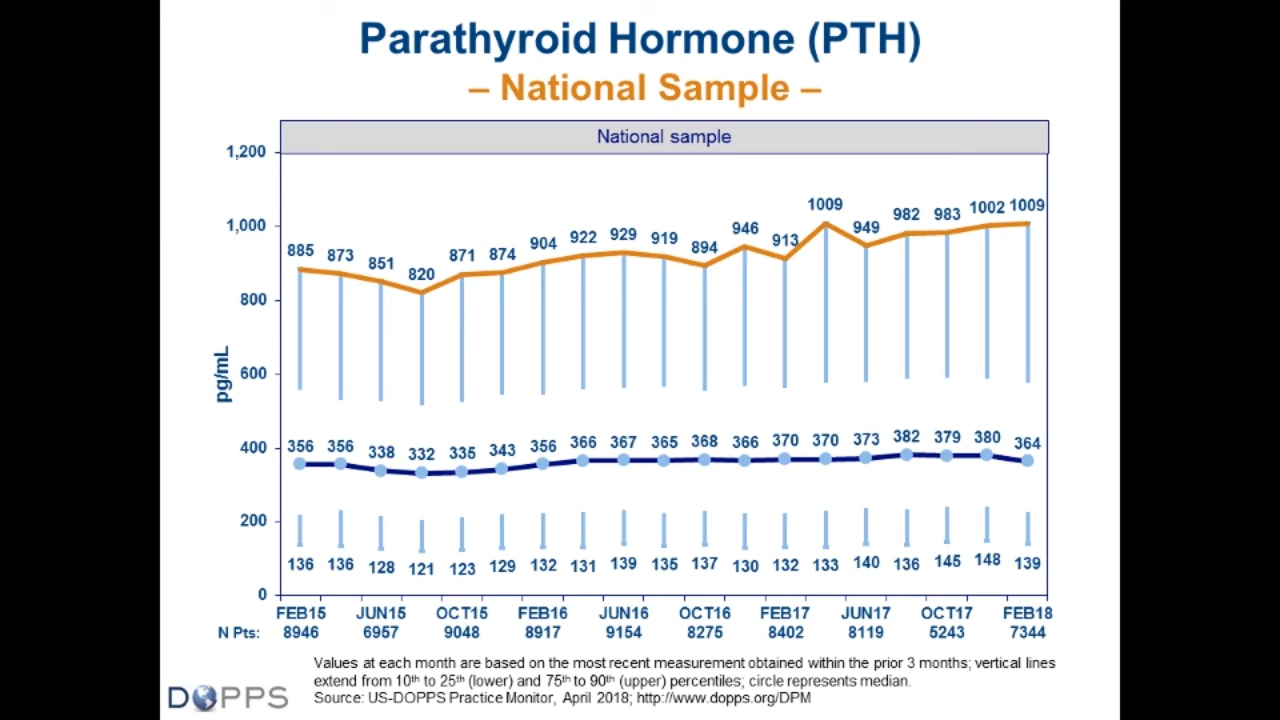 Parathyroid Hormone (PTH)
– National Sample –
National sample
1,200
1,000
800
600
400
200
0
pg/mL
885 873 851 820 871 874 904 922 929 919 894 946 913 1009 949 982 983 1002 1009
356 356 338 332 335 343 356 366 367 365 368 366 370 370 373 382 379 380 364
136 136 128 121 123 129 132 131 139 135 137 130 132 133 140 136 145 148 139
FEB15 JUN15 OCT15 FEB16 JUN16 OCT16 FEB17 JUN17 OCT17 FEB18
N Pts: 8946 6957 9048 8917 9154 8275 8402 8119 5243 7344
Values at each month are based on the most recent measurement obtained within the prior 3 months; vertical lines
extend from 10th to 25th (lower) and 75th to 90th (upper) percentiles; circle represents median.
Source: US-DOPPS Practice Monitor, April 2018; http://www.dopps.org/DPM
DOPPS